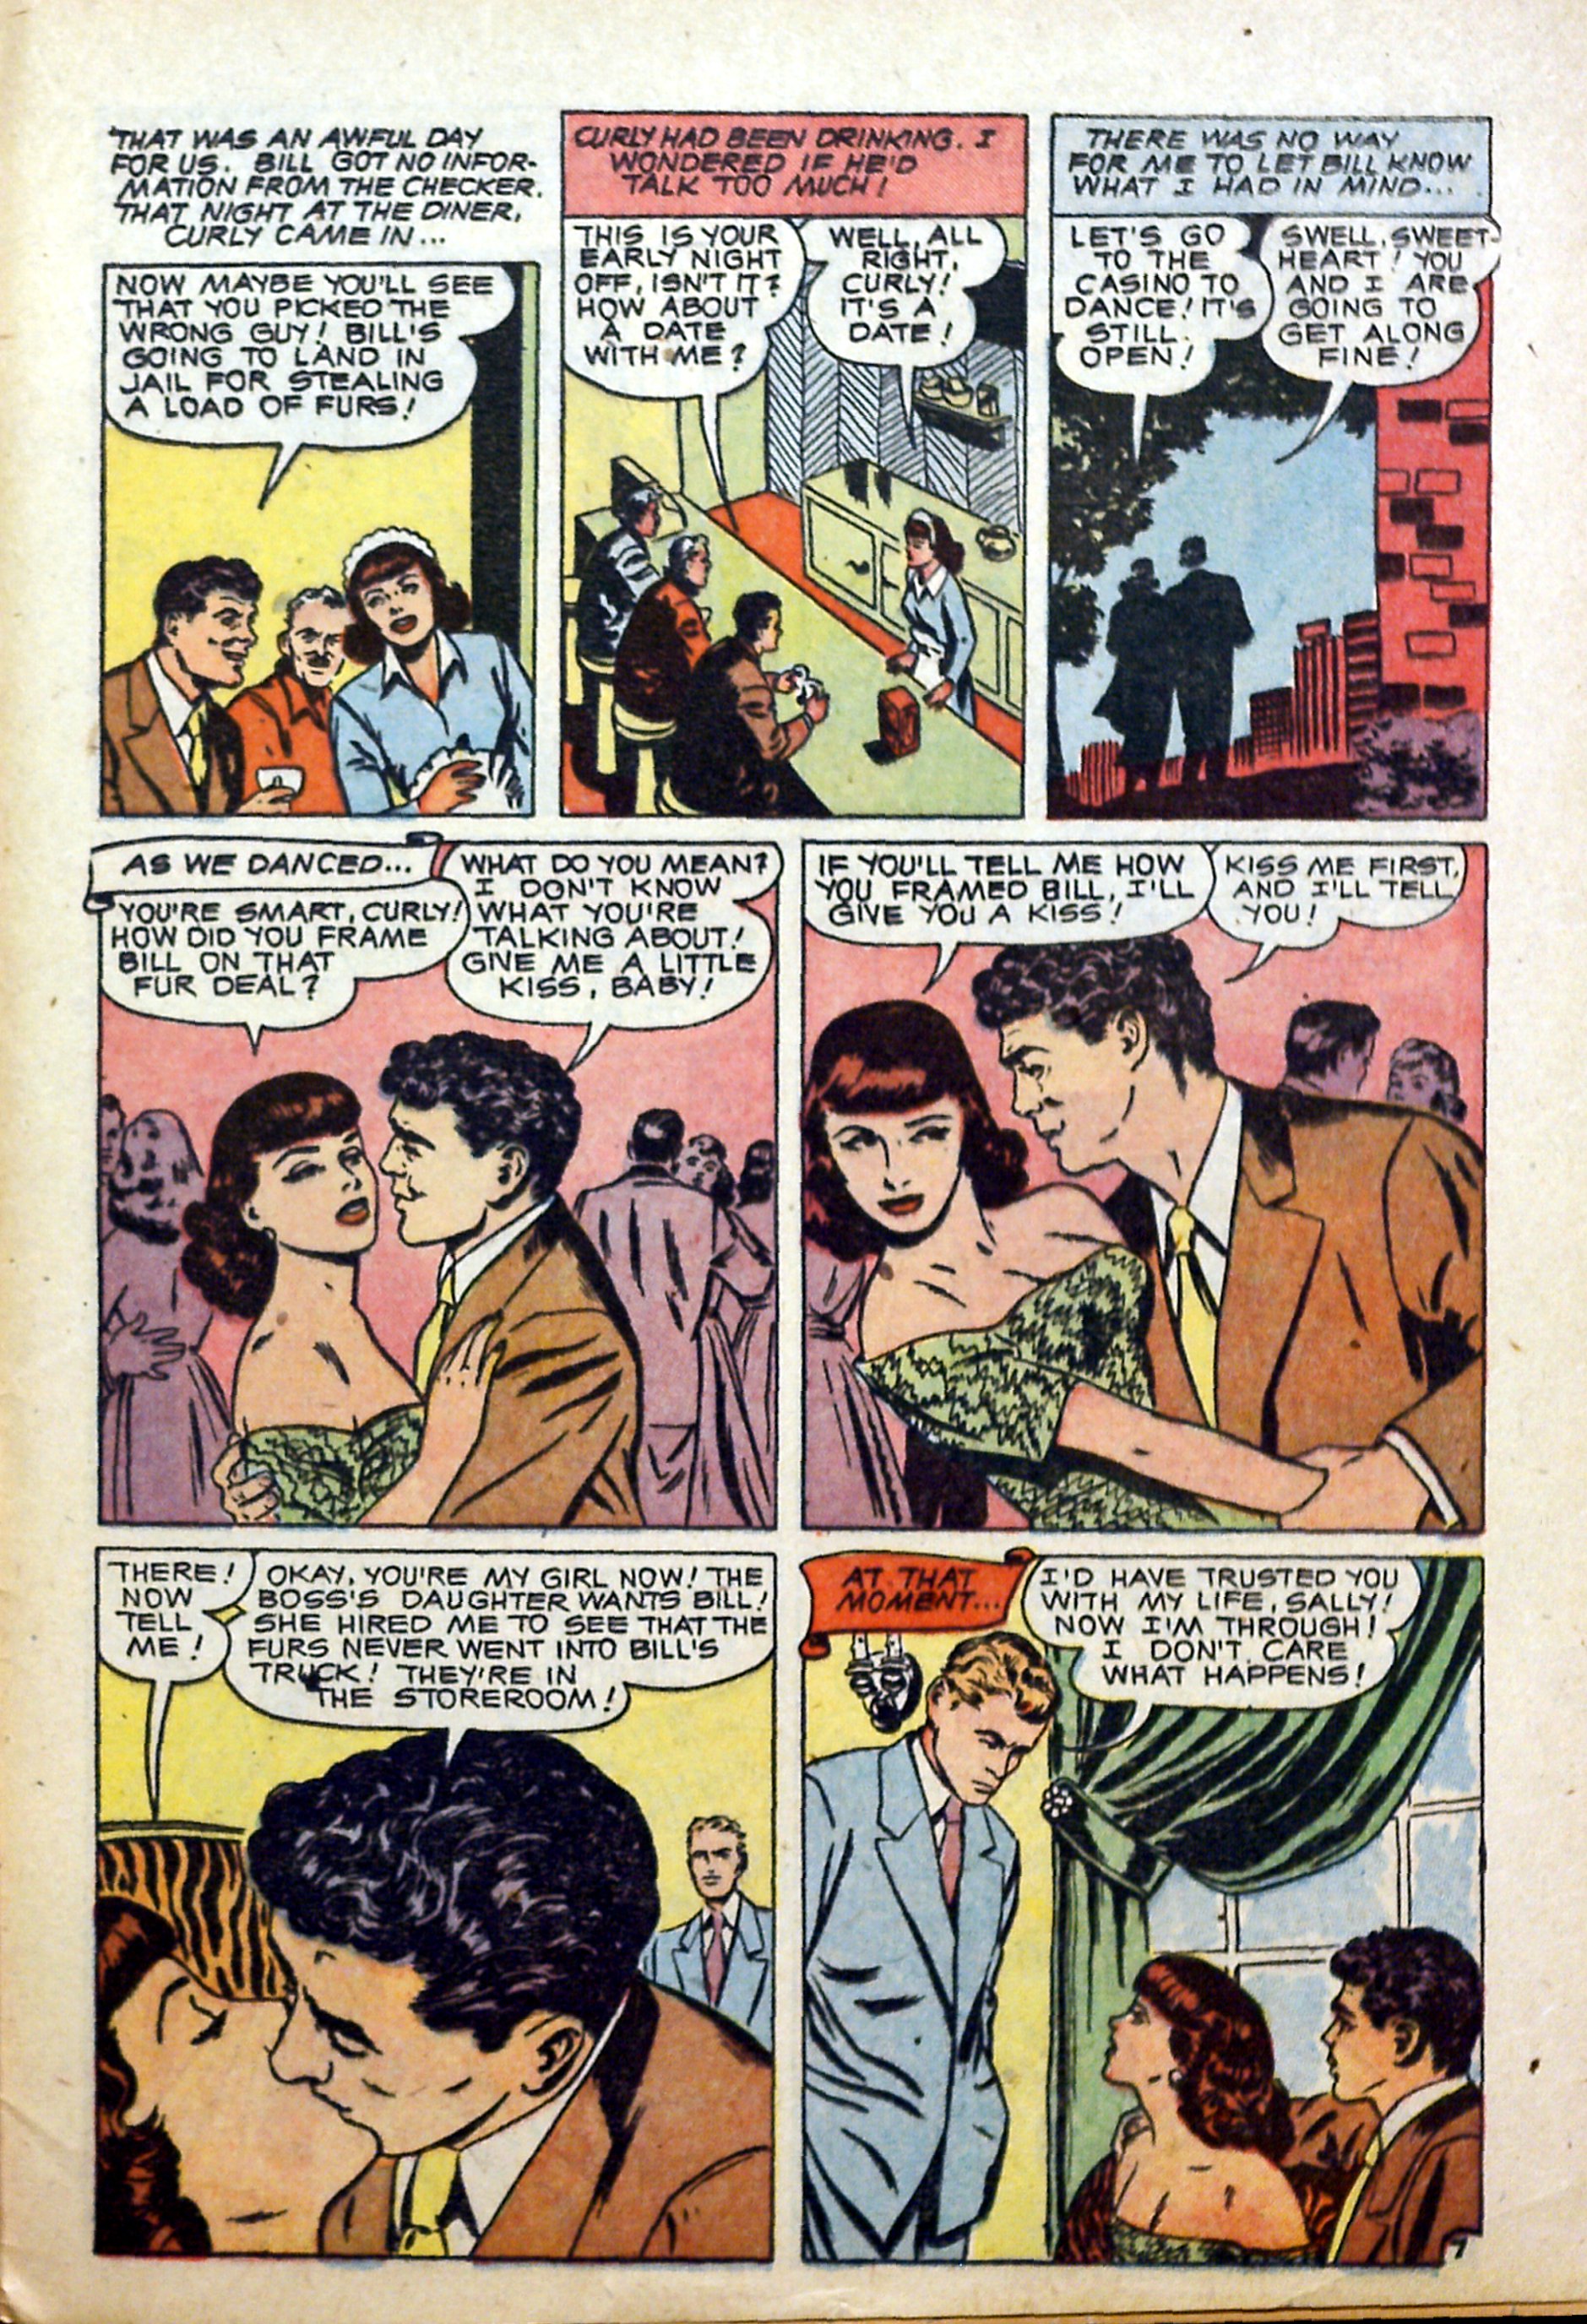 THAT WAS AN AWFUL DAY
FOR US. BILL GOT NO INFOR-
MATION FROM THE CHECKER.
THAT NIGHT AT THE DINER,
CURLY CAME IN...
NOW MAYBE YOU'LL SEE
THAT YOU PICKED THE
WRONG GUY! BILL'S
GOING TO LAND IN
JAIL FOR STEALING
A LOAD OF FURS!
CURLY HAD BEEN DRINKING. I
WONDERED IF HE'D
TALK TOO MUCH!
THIS IS YOUR
EARLY NIGHT
OFF, ISN'T IT?
HOW ABOUT
A DATE
WITH ME?
WELL, ALL
RIGHT,
CURLY!
IT'S A
DATE!
THERE WAS NO WAY
FOR ME TO LET BILL KNOW
WHAT I HAD IN MIND...
LET'S GO
TO THE
CASINO TO
DANCE! IT'S
STILL
OPEN!
SWELL, SWEET-
HEART! YOU
AND I ARE
GOING TO
GET ALONG
FINE!
AS WE DANCED...
YOU'RE SMART, CURLY!
HOW DID YOU FRAME
BILL ON THAT
FUR DEAL?
WHAT DO YOU MEAN?
I DON'T KNOW
WHAT YOU'RE
TALKING ABOUT!
GIVE ME A LITTLE
KISS, BABY!
IF YOU'LL TELL ME HOW
YOU FRAMED BILL, I'LL
GIVE YOU A KISS!
KISS ME FIRST,
AND I'LL TELL
YOU!
THERE!
NOW
TELL
ME!
OKAY, YOU'RE MY GIRL NOW! THE
BOSS'S DAUGHTER WANTS BILL!
SHE HIRED ME TO SEE THAT THE
FURS NEVER WENT INTO BILL'S
TRUCK! THEY'RE IN
THE STOREROOM!
AT THAT
MOMENT...
I'D HAVE TRUSTED YOU
WITH MY LIFE, SALLY!
NOW I'M THROUGH!
I DON'T CARE
WHAT HAPPENS!
7